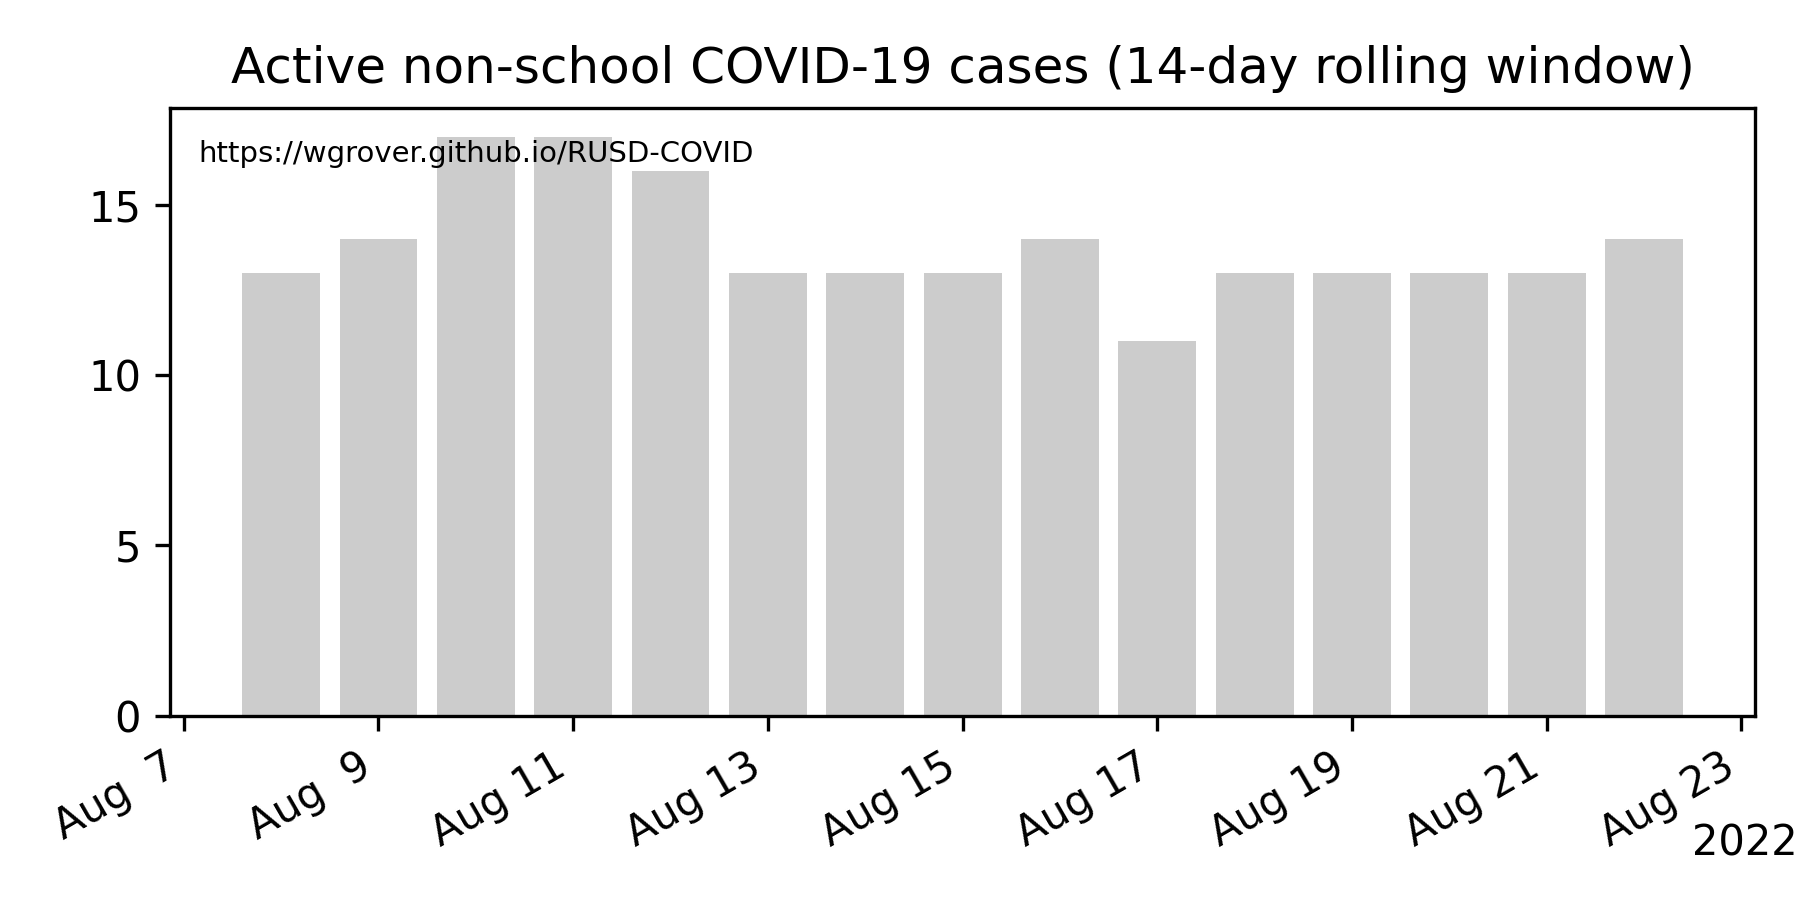 Active non-school COVID-19 cases (14-day rolling window)
https://wgrover.github.io/RUSD-COVID
15
10
5
0
Aug 7
Aug 9
Aug 11
Aug 13
Aug 15
Aug 17
Aug 19
Aug 21
Aug 23
2022